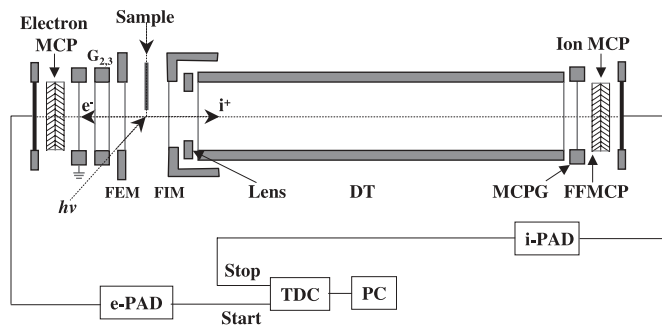 Sample
Electron
MCP
G2,3
Ion MCP
e-
i+
hν
FEM
FIM
Lens
DT
MCPG
FFMCP
i-PAD
Stop
TDC
PC
e-PAD
Start